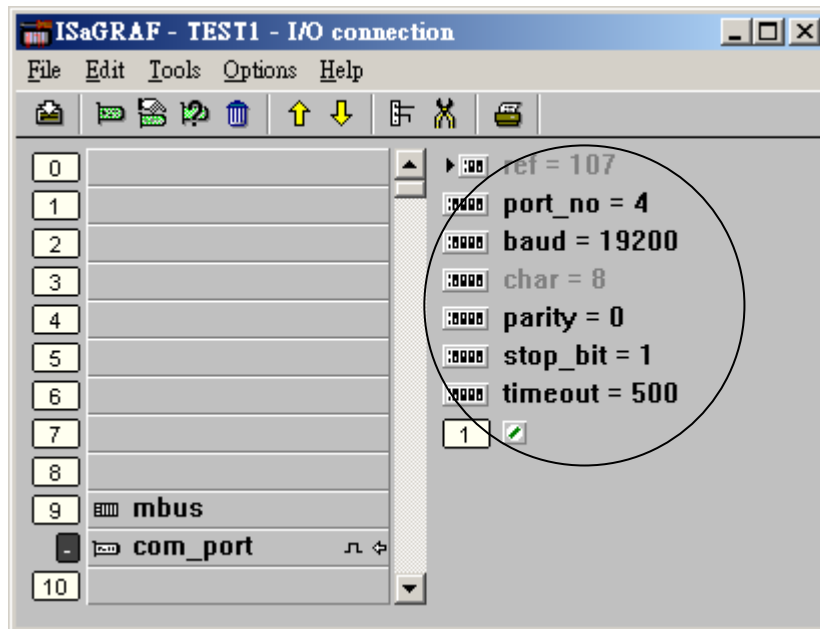 ISaGRAF - TEST1 - I/O connection
File Edit Tools Options Help
0
1
2
3
4
5
6
7
8
9 mbus
- com_port
10
ref = 107
port_no = 4
baud = 19200
char = 8
parity = 0
stop_bit = 1
timeout = 500
1